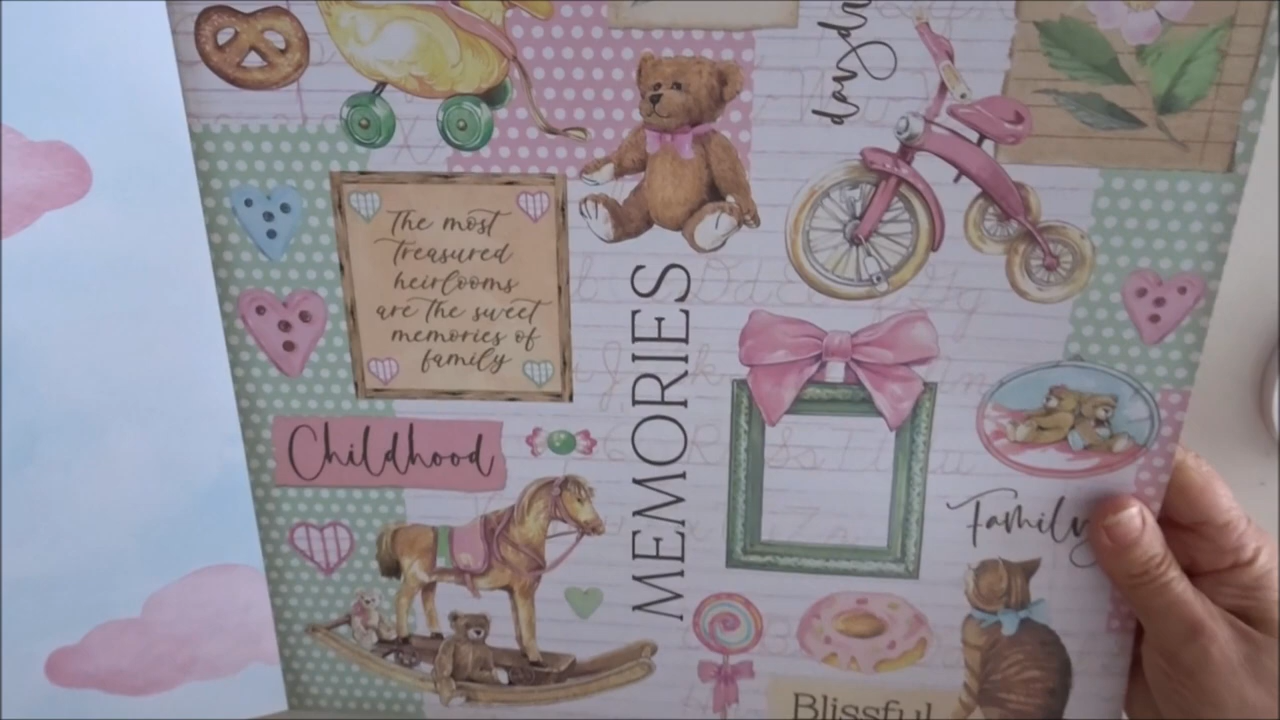 The most
treasured
heirlooms
are the sweet
memories of
family
Childhood
MEMORIES
Family
Blissful